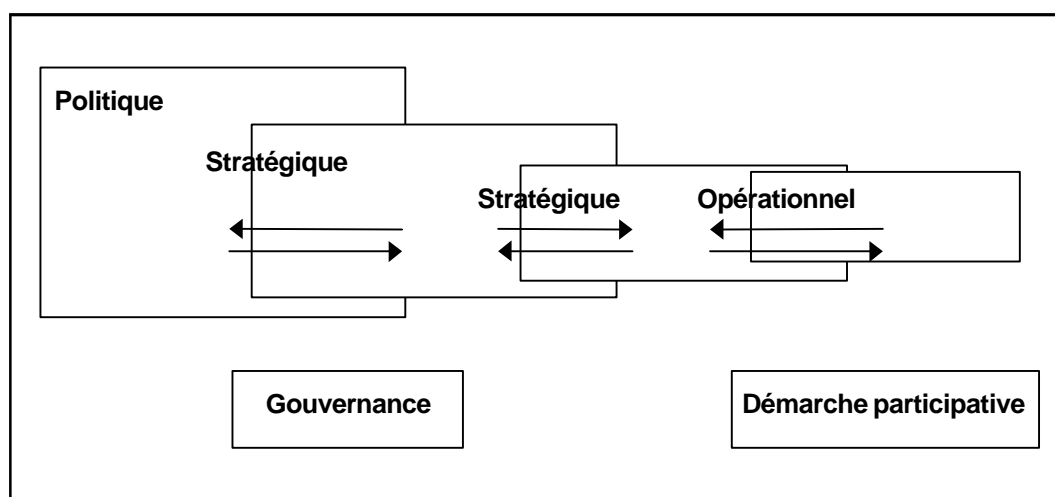 Politique
Stratégique
Stratégique
Opérationnel
Gouvernance
Démarche participative